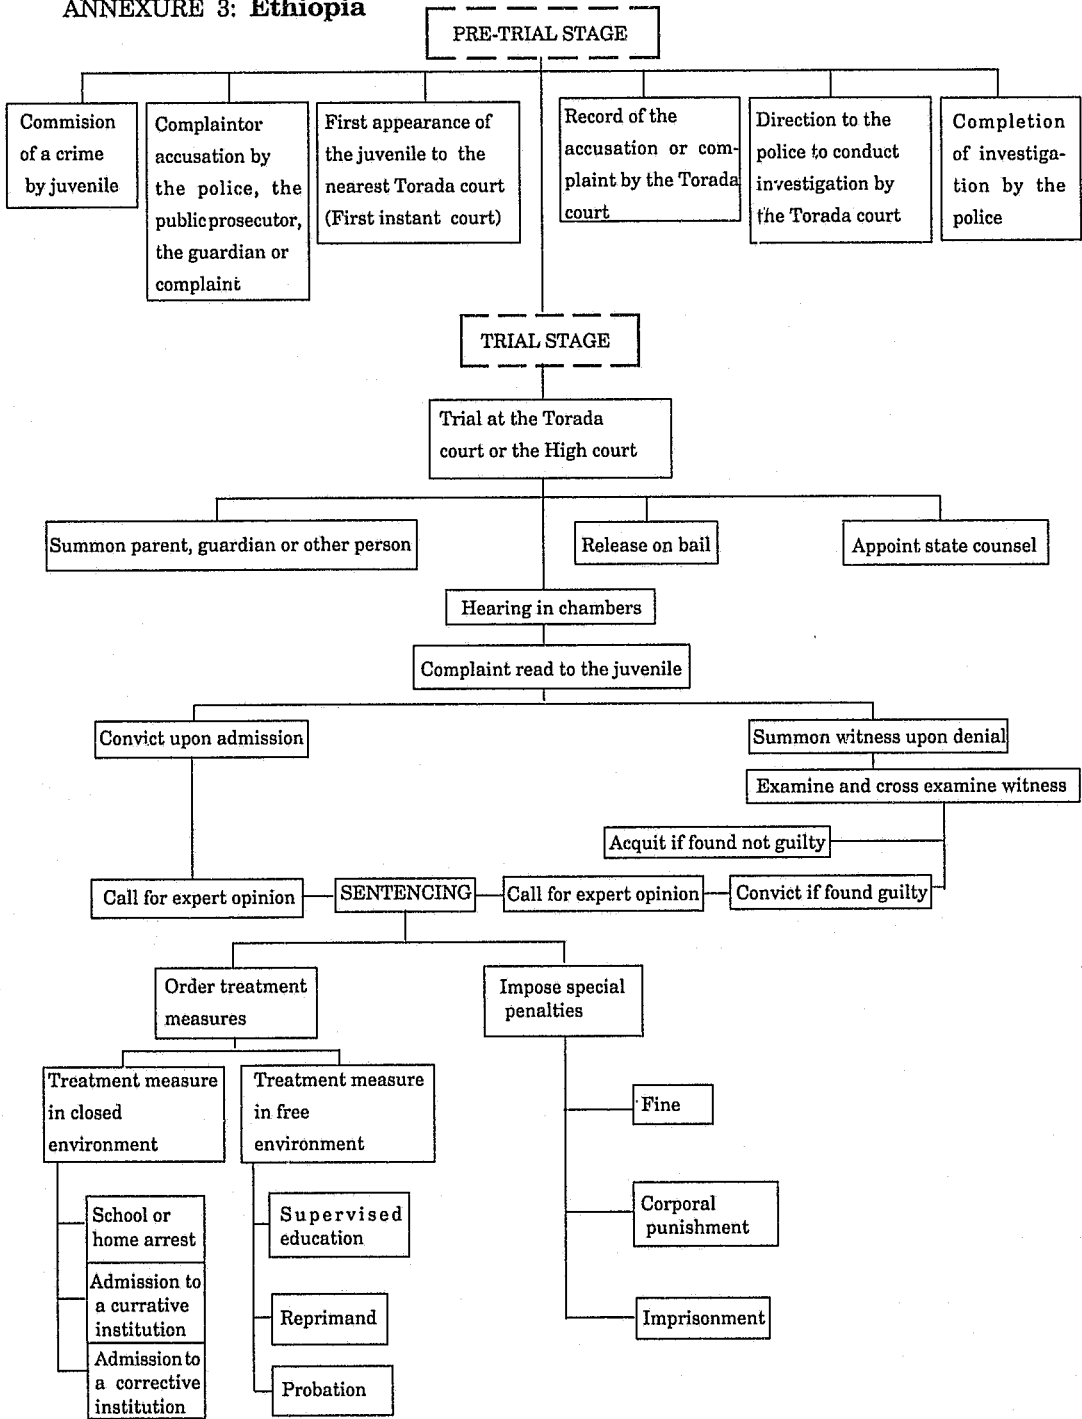 ANNEXURE 3: Ethiopia
PRE-TRIAL STAGE
Commision
of a crime
by juvenile
Complaintor
accusation by
the police, the
public prosecutor,
the guardian or
complaint
First appearance of
the juvenile to the
nearest Torada court
(First instant court)
Record of the
accusation or com-
plaint by the Torada
court
Direction to the
police to conduct
investigation by
the Torada court
Completion
of investiga-
tion by the
police
TRIAL STAGE
Trial at the Torada
court or the High court
Summon parent, guardian or other person
Release on bail
Appoint state counsel
Hearing in chambers
Complaint read to the juvenile
Convict upon admission
Summon witness upon denial
Examine and cross examine witness
Acquit if found not guilty
Call for expert opinion
SENTENCING
Call for expert opinion
Convict if found guilty
Order treatment
measures
Impose special
penalties
Treatment measure
in closed
environment
Treatment measure
in free
environment
Fine
Corporal
punishment
Imprisonment
School or
home arrest
Admission to
a currative
institution
Admission to
a corrective
institution
Supervised
education
Reprimand
Probation